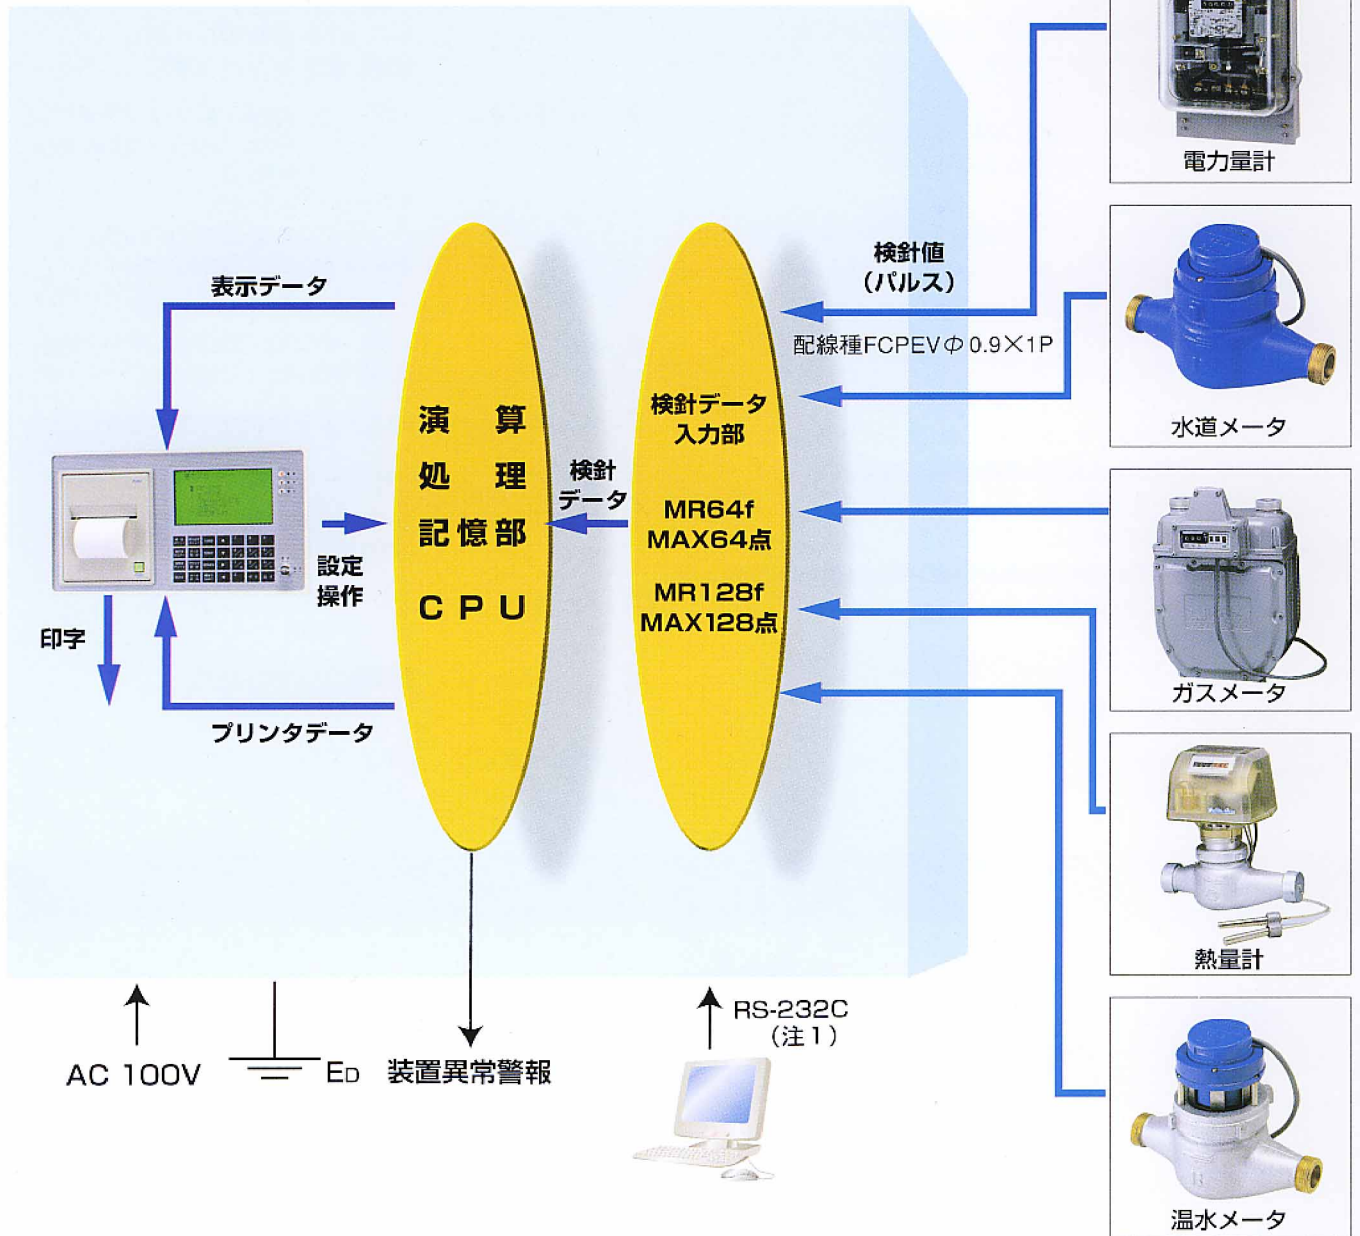 電力量計
検針値
（パルス）
表示データ
配線種FCPEVΦ0.9×1P
水道メータ
演算
処理
記憶部
CPU
検針
データ
検針データ
入力部
MR64f
MAX64点
MR128f
MAX128点
設定
操作
印字
プリンタデータ
ガスメータ
熱量計
RS-232C
（注1）
AC 100V
ED
装置異常警報
温水メータ